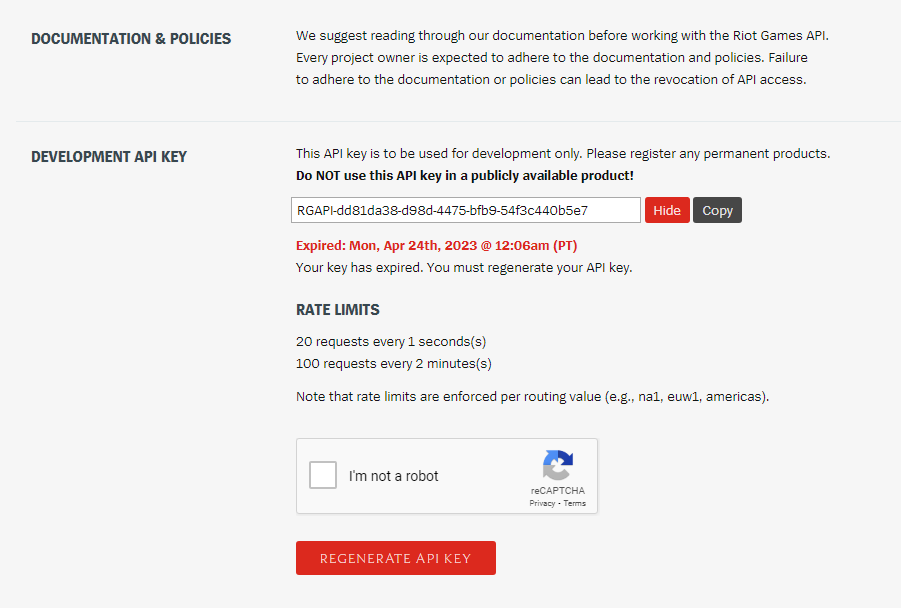 DOCUMENTATION & POLICIES
We suggest reading through our documentation before working with the Riot Games API.
Every project owner is expected to adhere to the documentation and policies. Failure
to adhere to the documentation or policies can lead to the revocation of API access.
DEVELOPMENT API KEY
This API key is to be used for development only. Please register any permanent products.
Do NOT use this API key in a publicly available product!
RGAPI-dd81da38-d98d-4475-bfb9-54f3c440b5e7
Hide
Copy
Expired: Mon, Apr 24th, 2023 @ 12:06am (PT)
Your key has expired. You must regenerate your API key.
RATE LIMITS
20 requests every 1 seconds(s)
100 requests every 2 minutes(s)
Note that rate limits are enforced per routing value (e.g., na1, euw1, americas).
I'm not a robot
reCAPTCHA
Privacy - Terms
REGENERATE API KEY